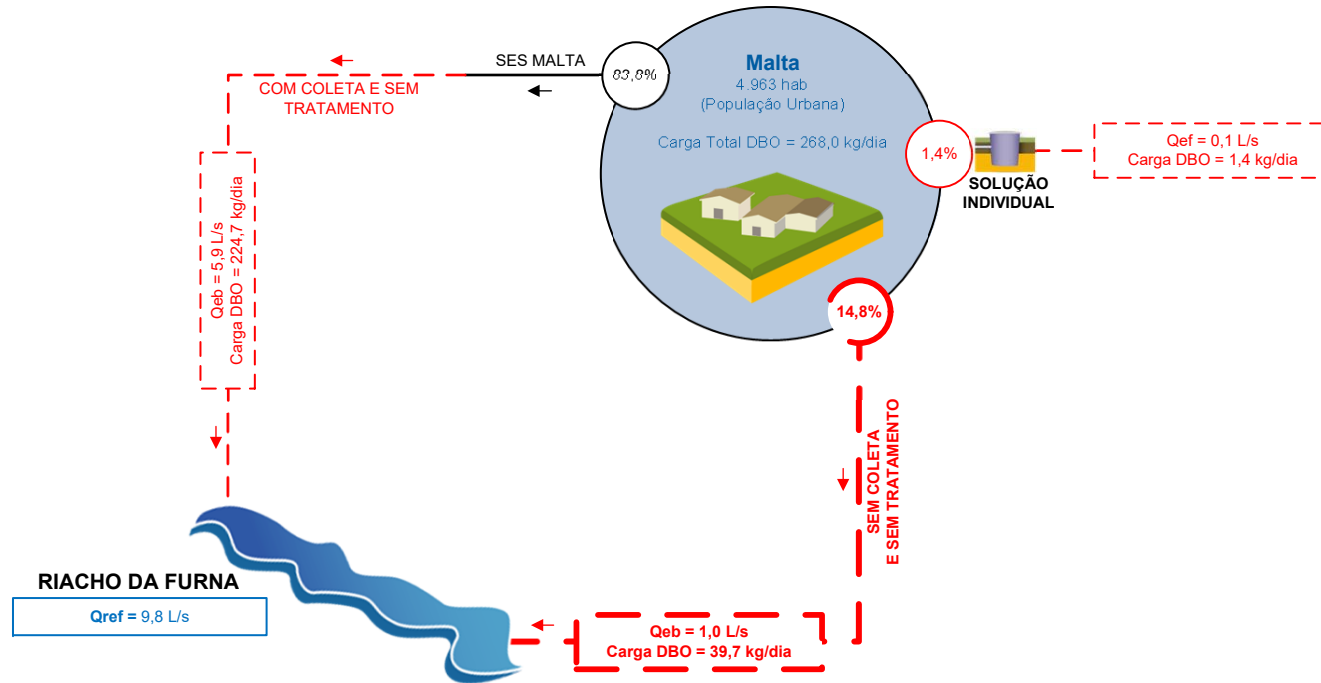 SES MALTA
83,8%
COM COLETA E SEM
TRATAMENTO
Malta
4.963 hab
(População Urbana)
Carga Total DBO = 268,0 kg/dia
1,4%
SOLUÇÃO
INDIVIDUAL
Qef = 0,1 L/s
Carga DBO = 1,4 kg/dia
Qeb = 5,9 L/s
Carga DBO = 224,7 kg/dia
14,8%
SEM COLETA
E SEM TRATAMENTO
RIACHO DA FURNA
Qref = 9,8 L/s
Qeb = 1,0 L/s
Carga DBO = 39,7 kg/dia